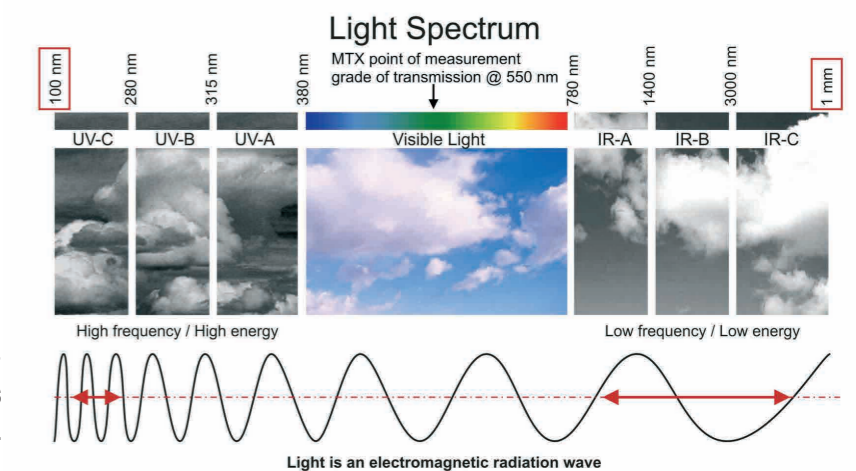 Light Spectrum
MTX point of measurement
grade of transmission @ 550 nm
100 nm
280 nm
315 nm
380 nm
780 nm
1400 nm
3000 nm
1 mm
UV-C
UV-B
UV-A
Visible Light
IR-A
IR-B
IR-C
High frequency / High energy
Low frequency / Low energy
Light is an electromagnetic radiation wave